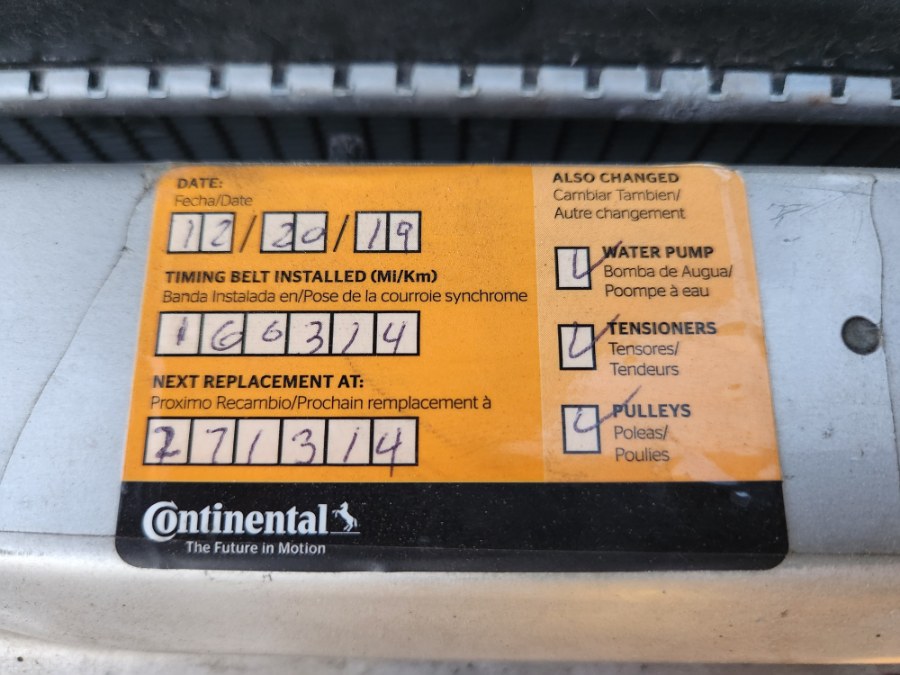 DATE:
Fecha/Date
12/20/19
TIMING BELT INSTALLED (Mi/Km)
Banda Instalada en/Pose de la courroie synchrome
166314
NEXT REPLACEMENT AT:
Proximo Recambio/Prochain remplacement à
271314
ALSO CHANGED
Cambiar Tambien/
Autre changement
WATER PUMP
Bomba de Augua/
Poompe à eau
TENSIONERS
Tensores/
Tendeurs
PULLEYS
Poleas/
Poulies
Continental
The Future in Motion